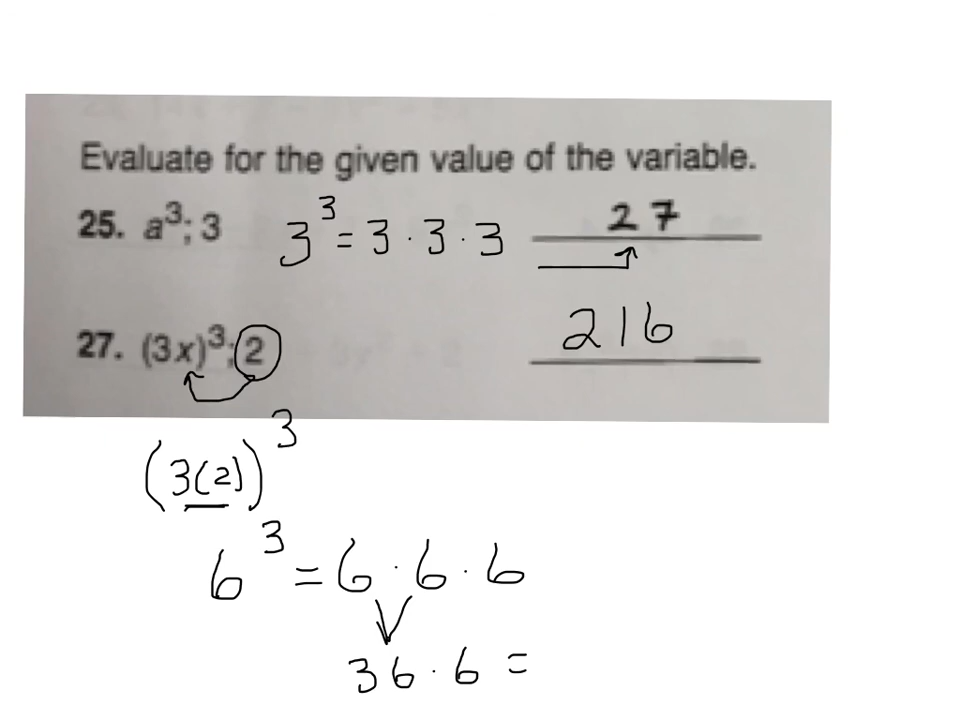 Evaluate for the given value of the variable.
25. a³; 3 3³ = 3 · 3 · 3 27
27. (3x)³; 2 216
(3(2))³
6³ = 6 · 6 · 6
36 · 6 =